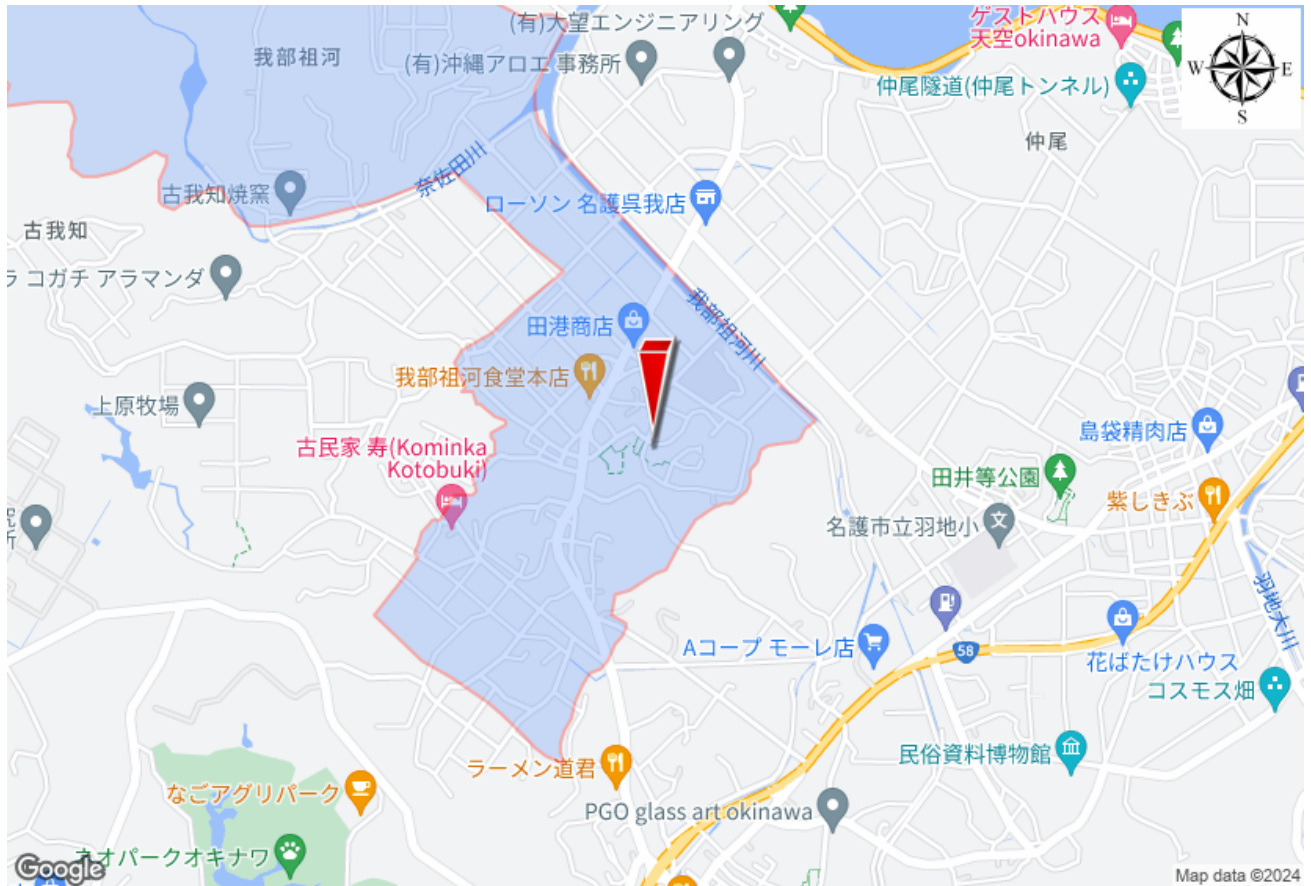 (有)大望エンジニアリング
ゲストハウス
天空okinawa
N
W
E
S
我部祖河
(有)沖縄アロエ 事務所
仲尾隧道(仲尾トンネル)
仲尾
奈佐田川
古我知焼窯
ローソン 名護呉我店
古我知
ラ コガチ アラマンダ
我部祖河川
田港商店
我部祖河食堂本店
上原牧場
島袋精肉店
古民家 寿(Kominka
Kotobuki)
田井等公園
紫しきぶ
名護市立羽地小
文
所
羽地大川
Aコープ モーレ店
58
花ばたけハウス
コスモス畑
民俗資料博物館
ラーメン道君
なごアグリパーク
PGO glass art okinawa
ネオパークオキナワ
Google
Map data ©2024